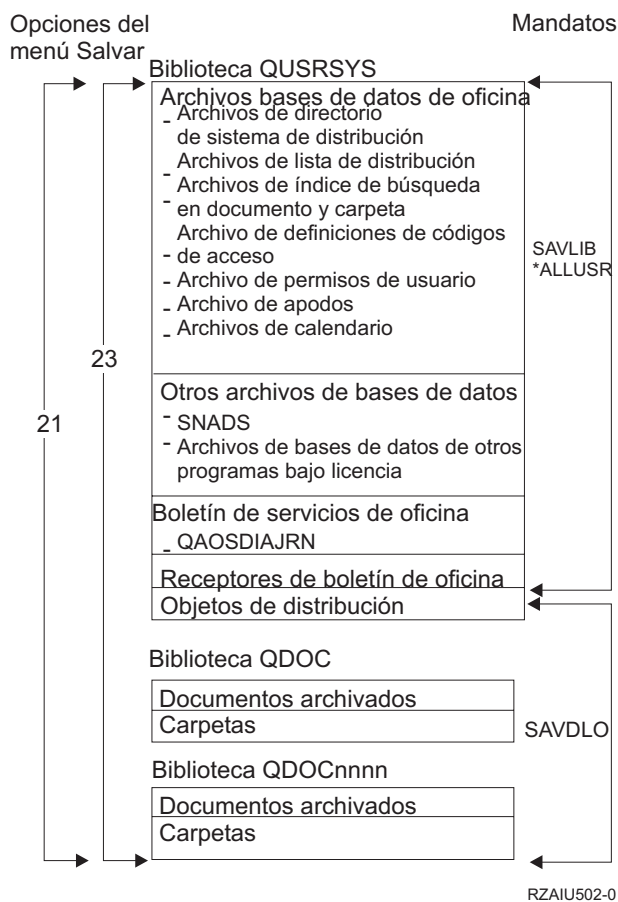 Opciones del
menú Salvar
Mandatos
Biblioteca QUSRSYS
Archivos bases de datos de oficina
- Archivos de directorio
de sistema de distribución
Archivos de lista de distribución
- Archivos de índice de búsqueda
- en documento y carpeta
Archivo de definiciones de códigos
- de acceso
- Archivo de permisos de usuario
- Archivo de apodos
- Archivos de calendario
SAVLIB
*ALLUSR
23
21
Otros archivos de bases de datos
- SNADS
- Archivos de bases de datos de otros
programas bajo licencia
Boletín de servicios de oficina
- QAOSDIAJRN
Receptores de boletín de oficina
Objetos de distribución
Biblioteca QDOC
Documentos archivados
Carpetas
SAVDLO
Biblioteca QDOCnnnn
Documentos archivados
Carpetas
RZAIU502-0